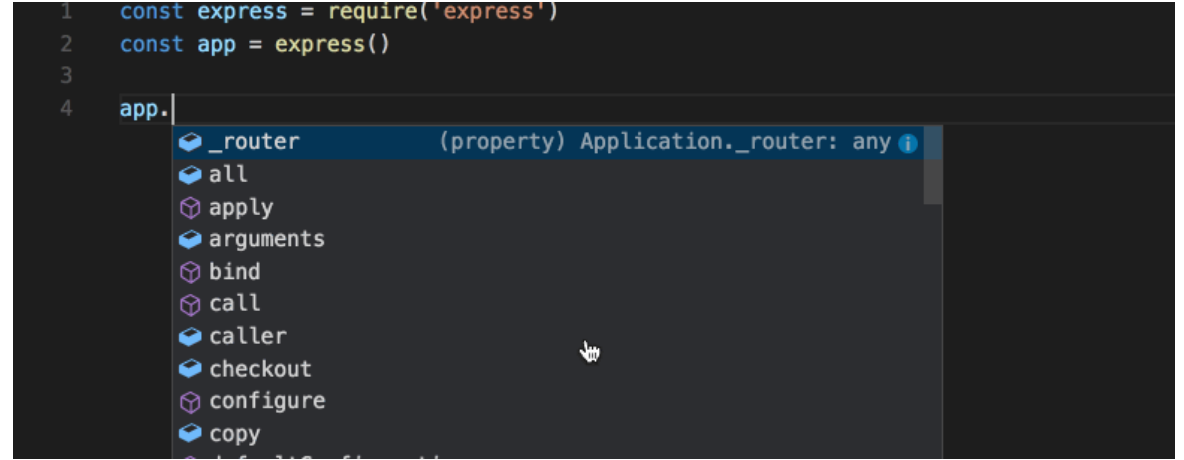 1 const express = require('express')
2 const app = express()
3
4 app.
_router (property) Application._router: any
all
apply
arguments
bind
call
caller
checkout
configure
copy